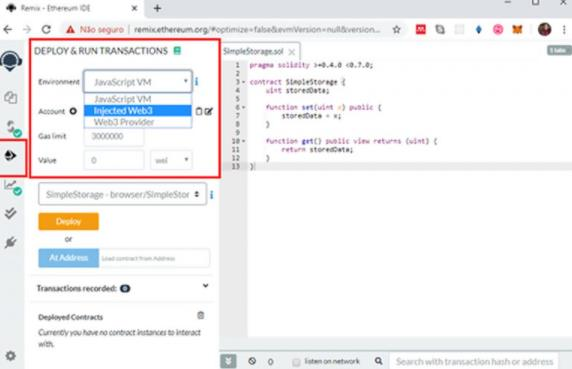 Remix - Ethereum IDE
Não seguro | remix.ethereum.org/#optimize=false&evmVersion=null&version...
DEPLOY & RUN TRANSACTIONS
Environment
JavaScript VM
JavaScript VM
Injected Web3
Web3 Provider
Account
Gas limit
3000000
Value
0
wei
SimpleStorage - browser/SimpleStor
Deploy
or
At Address
Load contract from Address
Transactions recorded: 0
Deployed Contracts
Currently you have no contract instances to interact
with.
SimpleStorage.sol
1 tabs
1 pragma solidity >=0.4.0 <0.7.0;
2
3 contract SimpleStorage {
4 uint storedData;
5
6 function set(uint x) public {
7 storedData = x;
8 }
9
10 function get() public view returns (uint) {
11 return storedData;
12 }
13 }
0
listen on network
Search with transaction hash or address